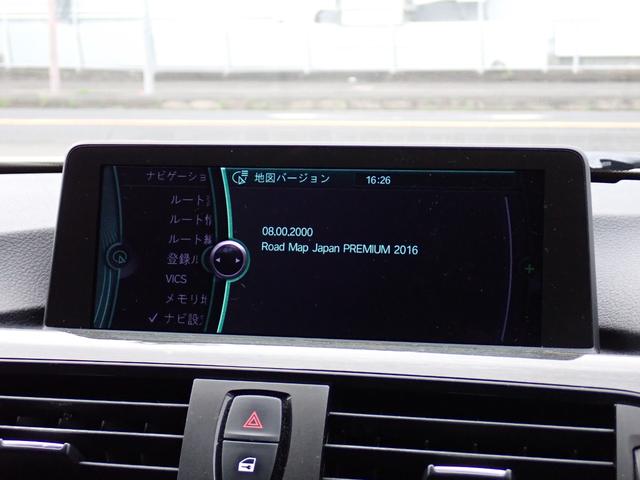 地図バージョン 16:26
08.00.2000
Road Map Japan PREMIUM 2016
ナビゲーショ
ルート
ルート
ルート
登録ル
VICS
メモリ地
ナビ設